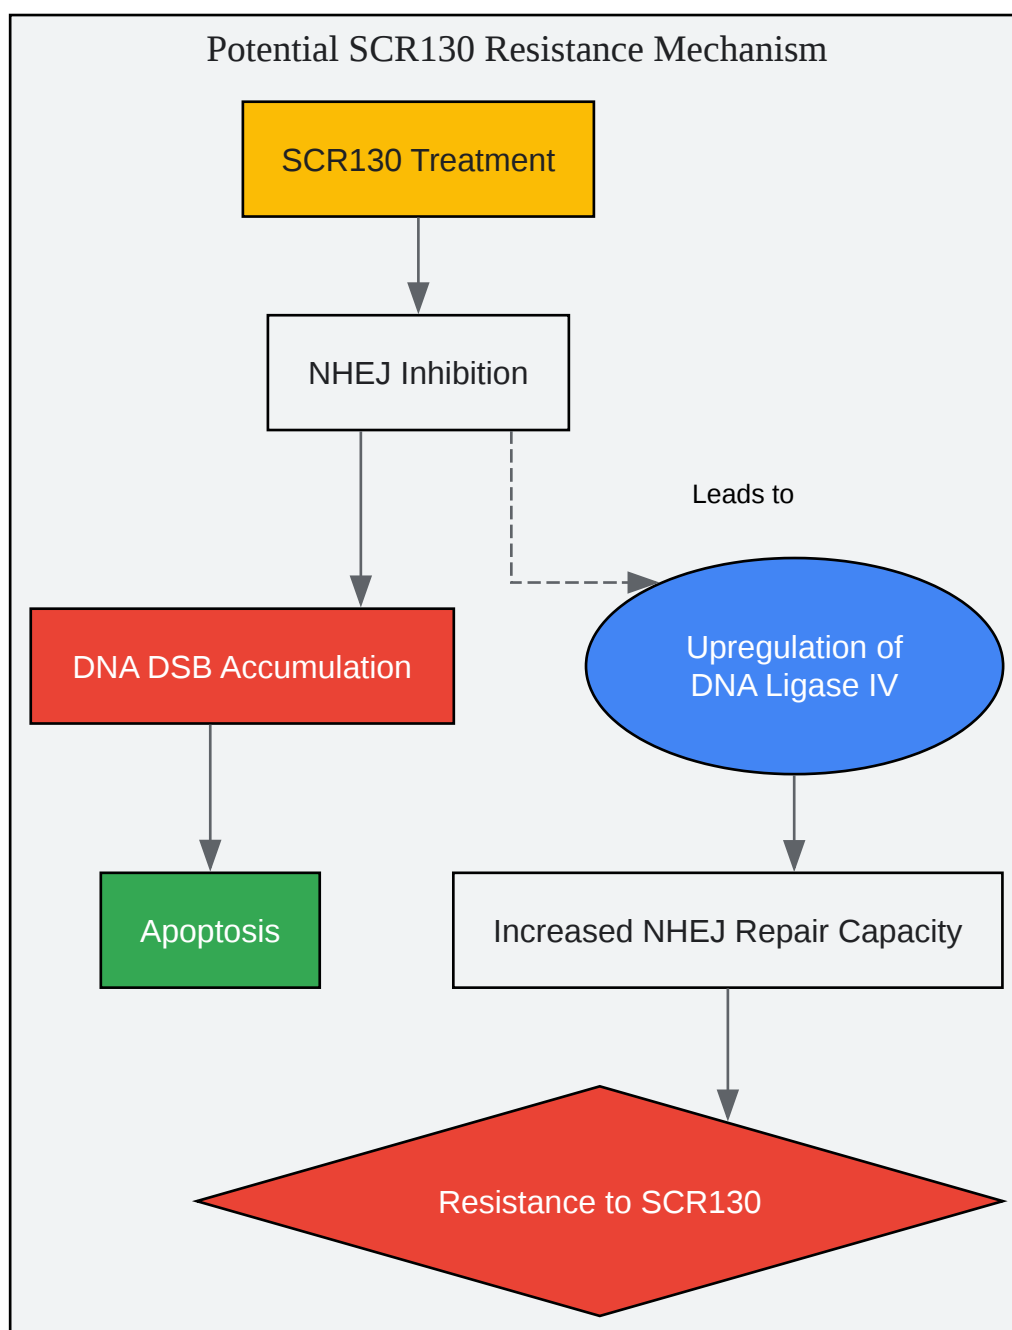 Potential SCR130 Resistance Mechanism
SCR130 Treatment
NHEJ Inhibition
Leads to
DNA DSB Accumulation
Upregulation of
DNA Ligase IV
Apoptosis
Increased NHEJ Repair Capacity
Resistance to SCR130